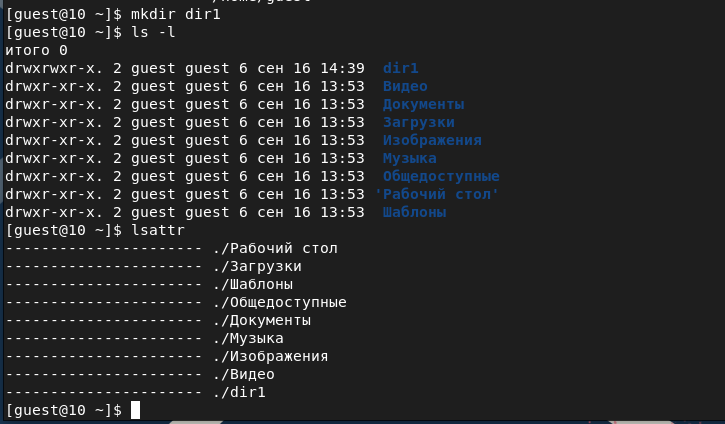 [guest@10 ~]$ mkdir dir1
[guest@10 ~]$ ls -l
итого 0
drwxrwxr-x. 2 guest guest 6 сен 16 14:39  dir1
drwxr-xr-x. 2 guest guest 6 сен 16 13:53  Видео
drwxr-xr-x. 2 guest guest 6 сен 16 13:53  Документы
drwxr-xr-x. 2 guest guest 6 сен 16 13:53  Загрузки
drwxr-xr-x. 2 guest guest 6 сен 16 13:53  Изображения
drwxr-xr-x. 2 guest guest 6 сен 16 13:53  Музыка
drwxr-xr-x. 2 guest guest 6 сен 16 13:53  Общедоступные
drwxr-xr-x. 2 guest guest 6 сен 16 13:53 'Рабочий стол'
drwxr-xr-x. 2 guest guest 6 сен 16 13:53  Шаблоны
[guest@10 ~]$ lsattr
---------------------- ./Рабочий стол
---------------------- ./Загрузки
---------------------- ./Шаблоны
---------------------- ./Общедоступные
---------------------- ./Документы
---------------------- ./Музыка
---------------------- ./Изображения
---------------------- ./Видео
---------------------- ./dir1
[guest@10 ~]$